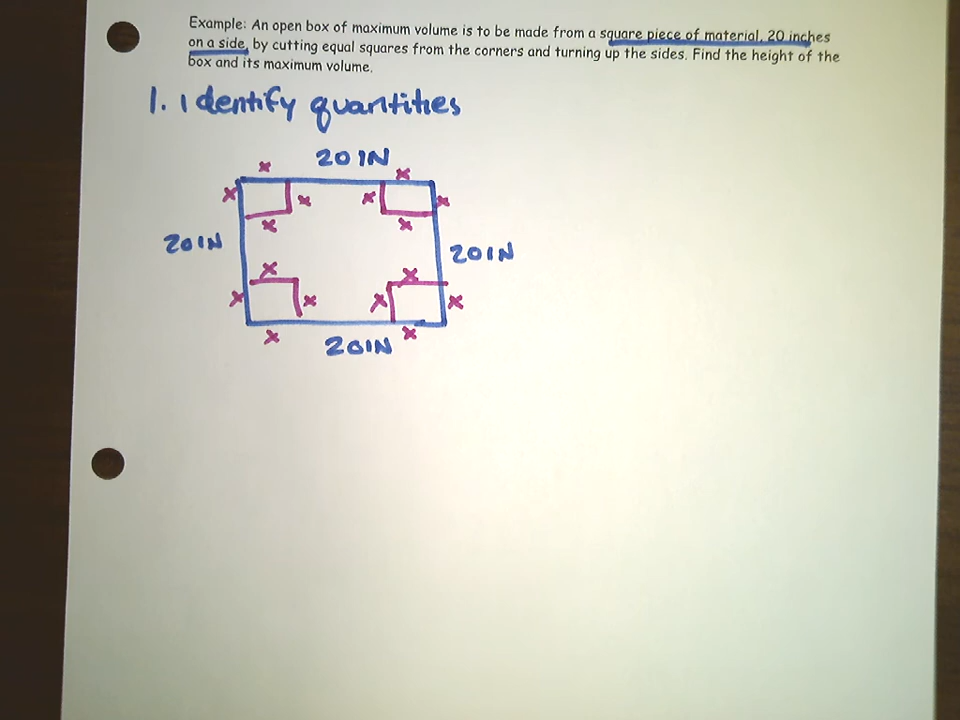 Example: An open box of maximum volume is to be made from a square piece of material, 20 inches
on a side, by cutting equal squares from the corners and turning up the sides. Find the height of the
box and its maximum volume.
1. Identify quantities
20 IN
x x
x x x x
x x
20 IN 20 IN
x x
x x x x
x x
20 IN